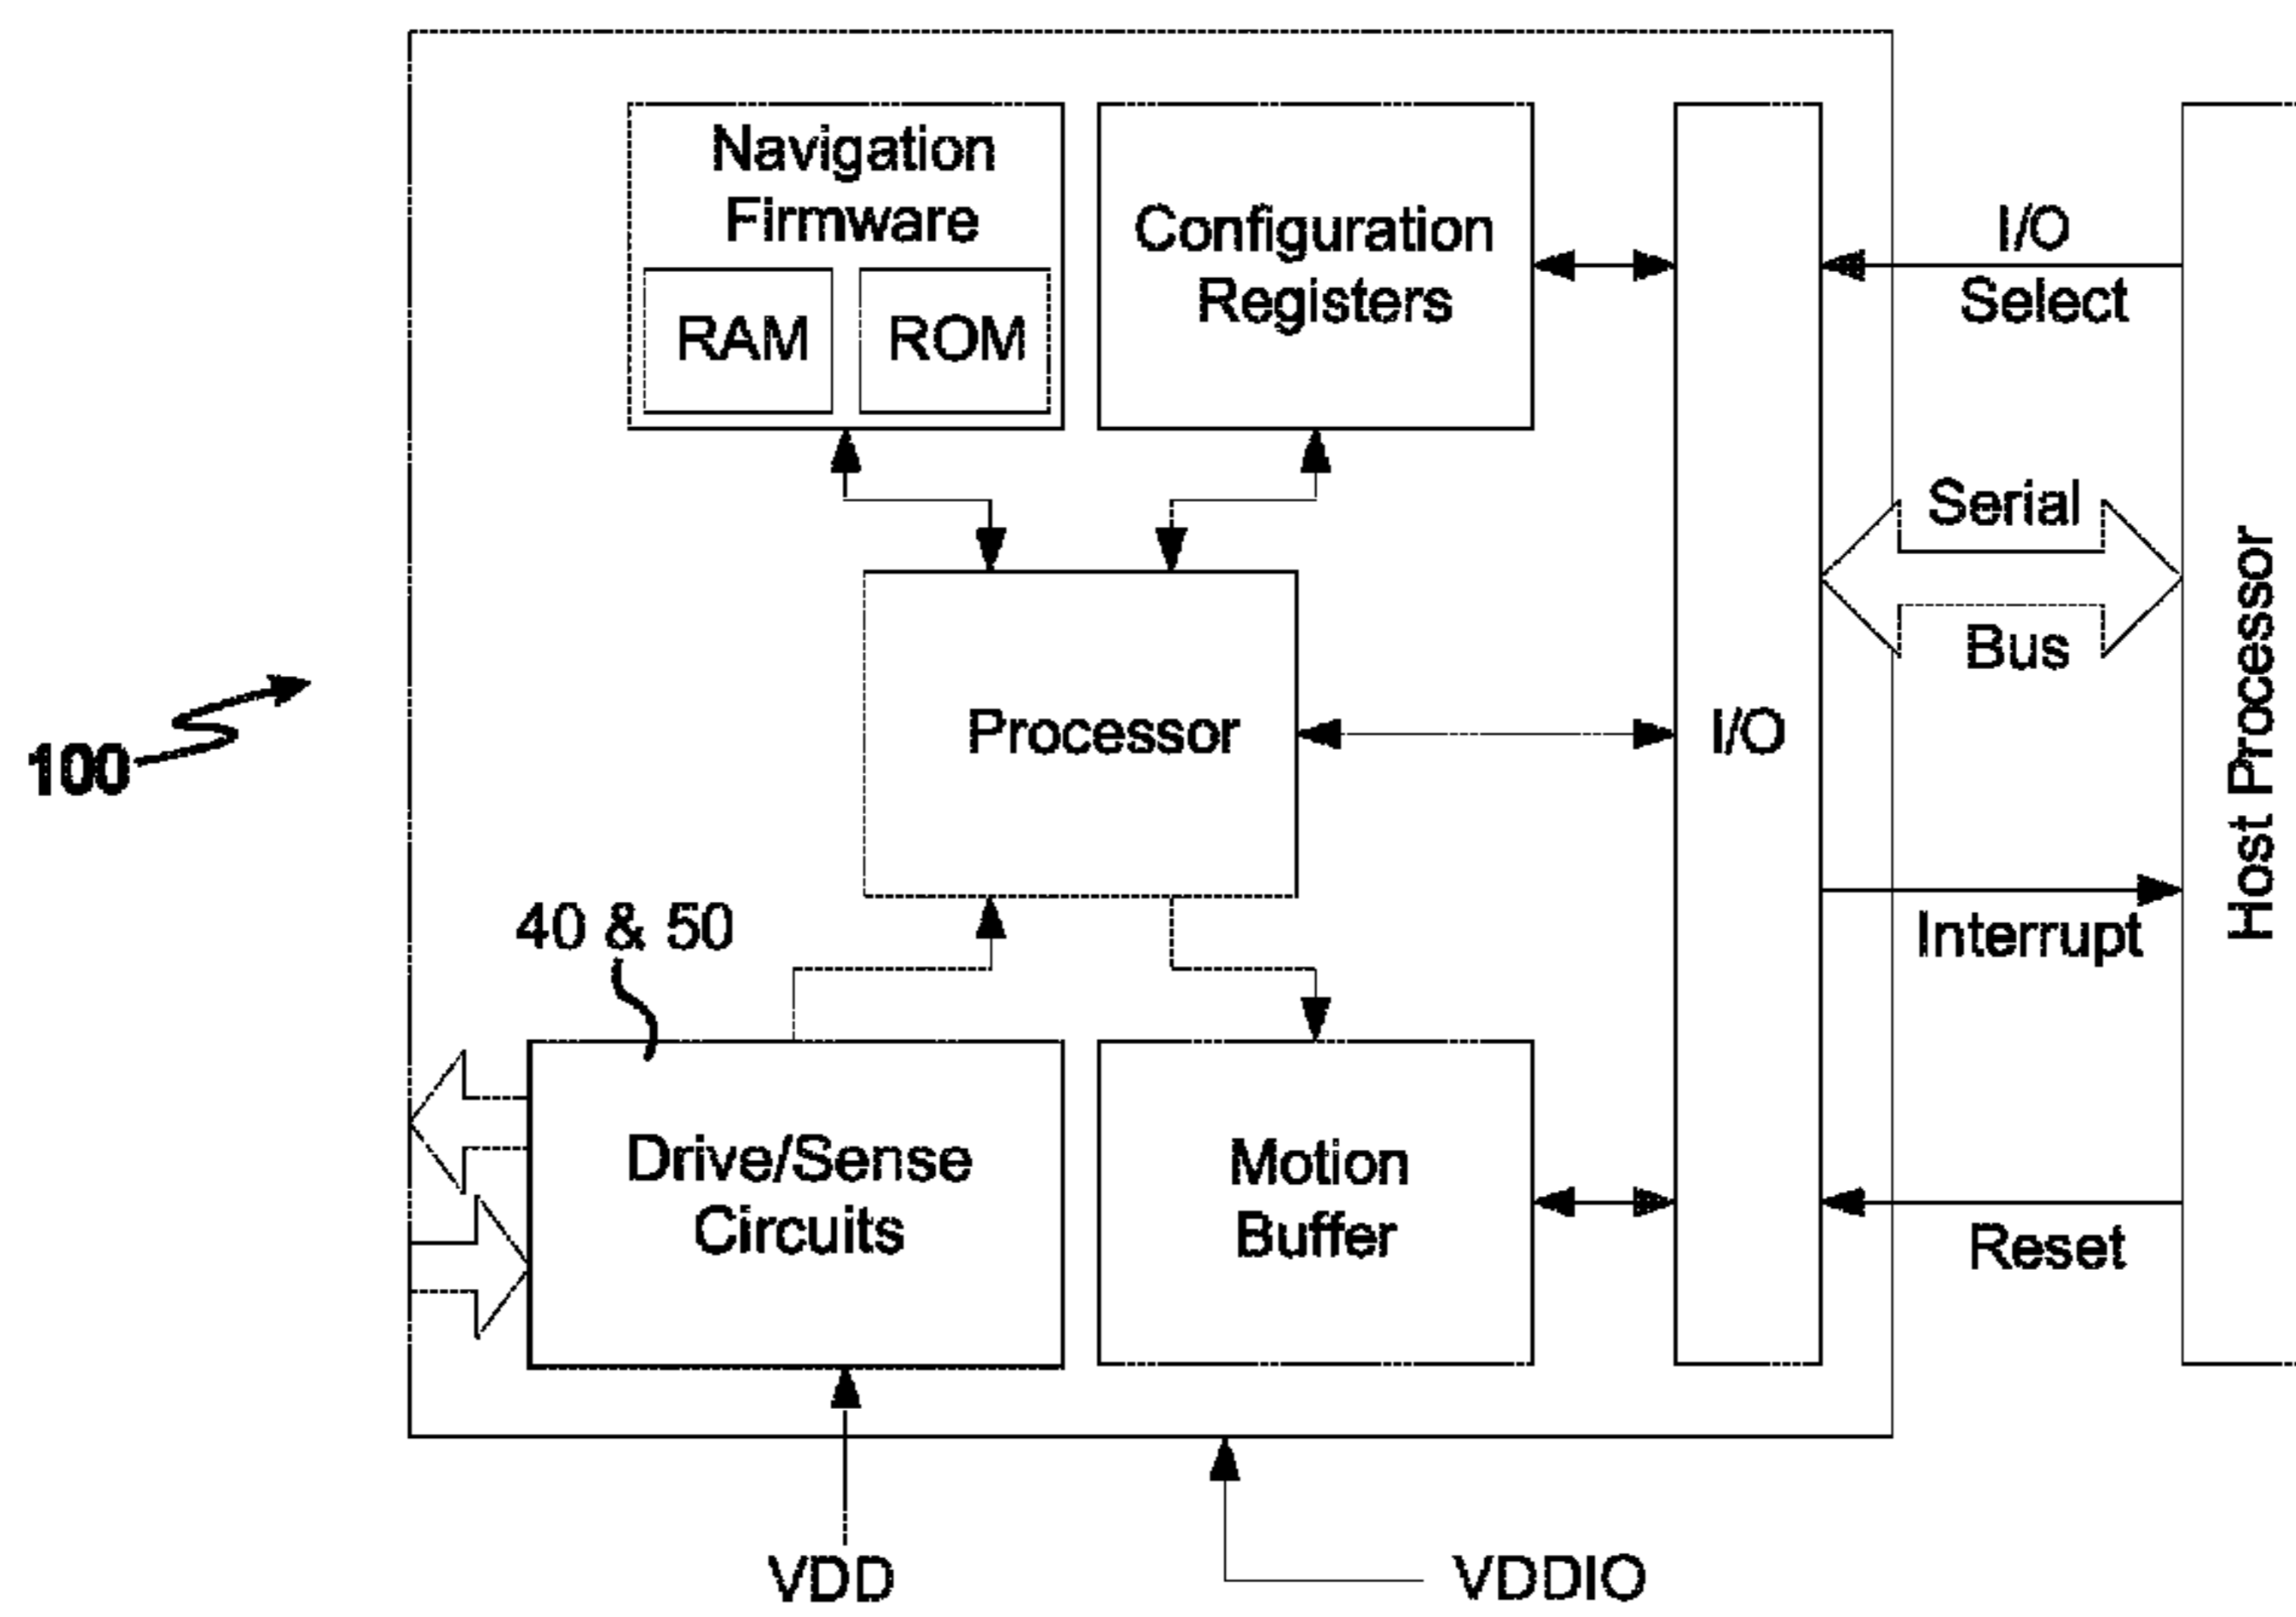 Navigation
Firmware
RAM
ROM
Configuration
Registers
I/O
Select
Serial
Bus
Host Processor
Processor
I/O
100
40 & 50
Interrupt
Drive/Sense
Circuits
Motion
Buffer
Reset
VDD
VDDIO